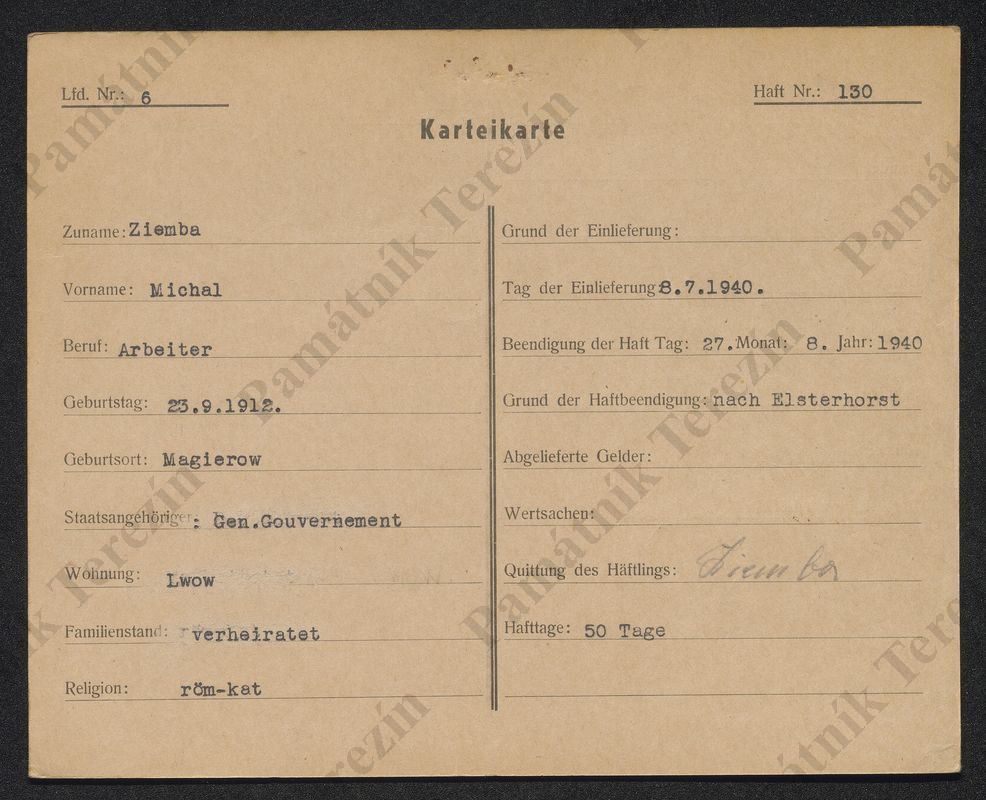 Lfd. Nr.: 6
Haft Nr.: 130
Karteikarte
Zuname: Ziemba
Vorname: Michal
Beruf: Arbeiter
Geburtstag: 23.9.1912.
Geburtsort: Magierow
Staatsangehöriger: Gen.Gouvernement
Wohnung: Lwow
Familienstand: verheiratet
Religion: röm-kat
Grund der Einlieferung:
Tag der Einlieferung: 8.7.1940.
Beendigung der Haft Tag: 27. Monat: 8. Jahr: 1940
Grund der Haftbeendigung: nach Elsterhorst
Abgelieferte Gelder:
Wertsachen:
Quittung des Häftlings: Ziemba
Hafttage: 50 Tage
Památník Terezín